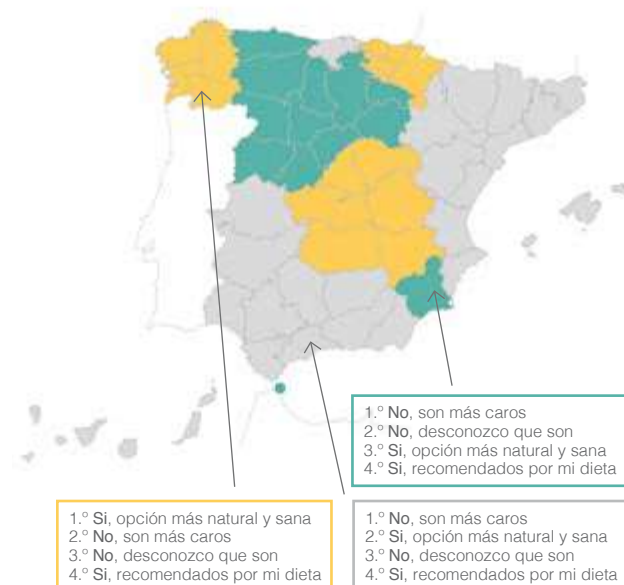 1.º No, son más caros
2.º No, desconozco que son
3.º Si, opción más natural y sana
4.º Si, recomendados por mi dieta
1.º Si, opción más natural y sana
2.º No, son más caros
3.º No, desconozco que son
4.º Si, recomendados por mi dieta
1.º No, son más caros
2.º Si, opción más natural y sana
3.º No, desconozco que son
4.º Si, recomendados por mi dieta